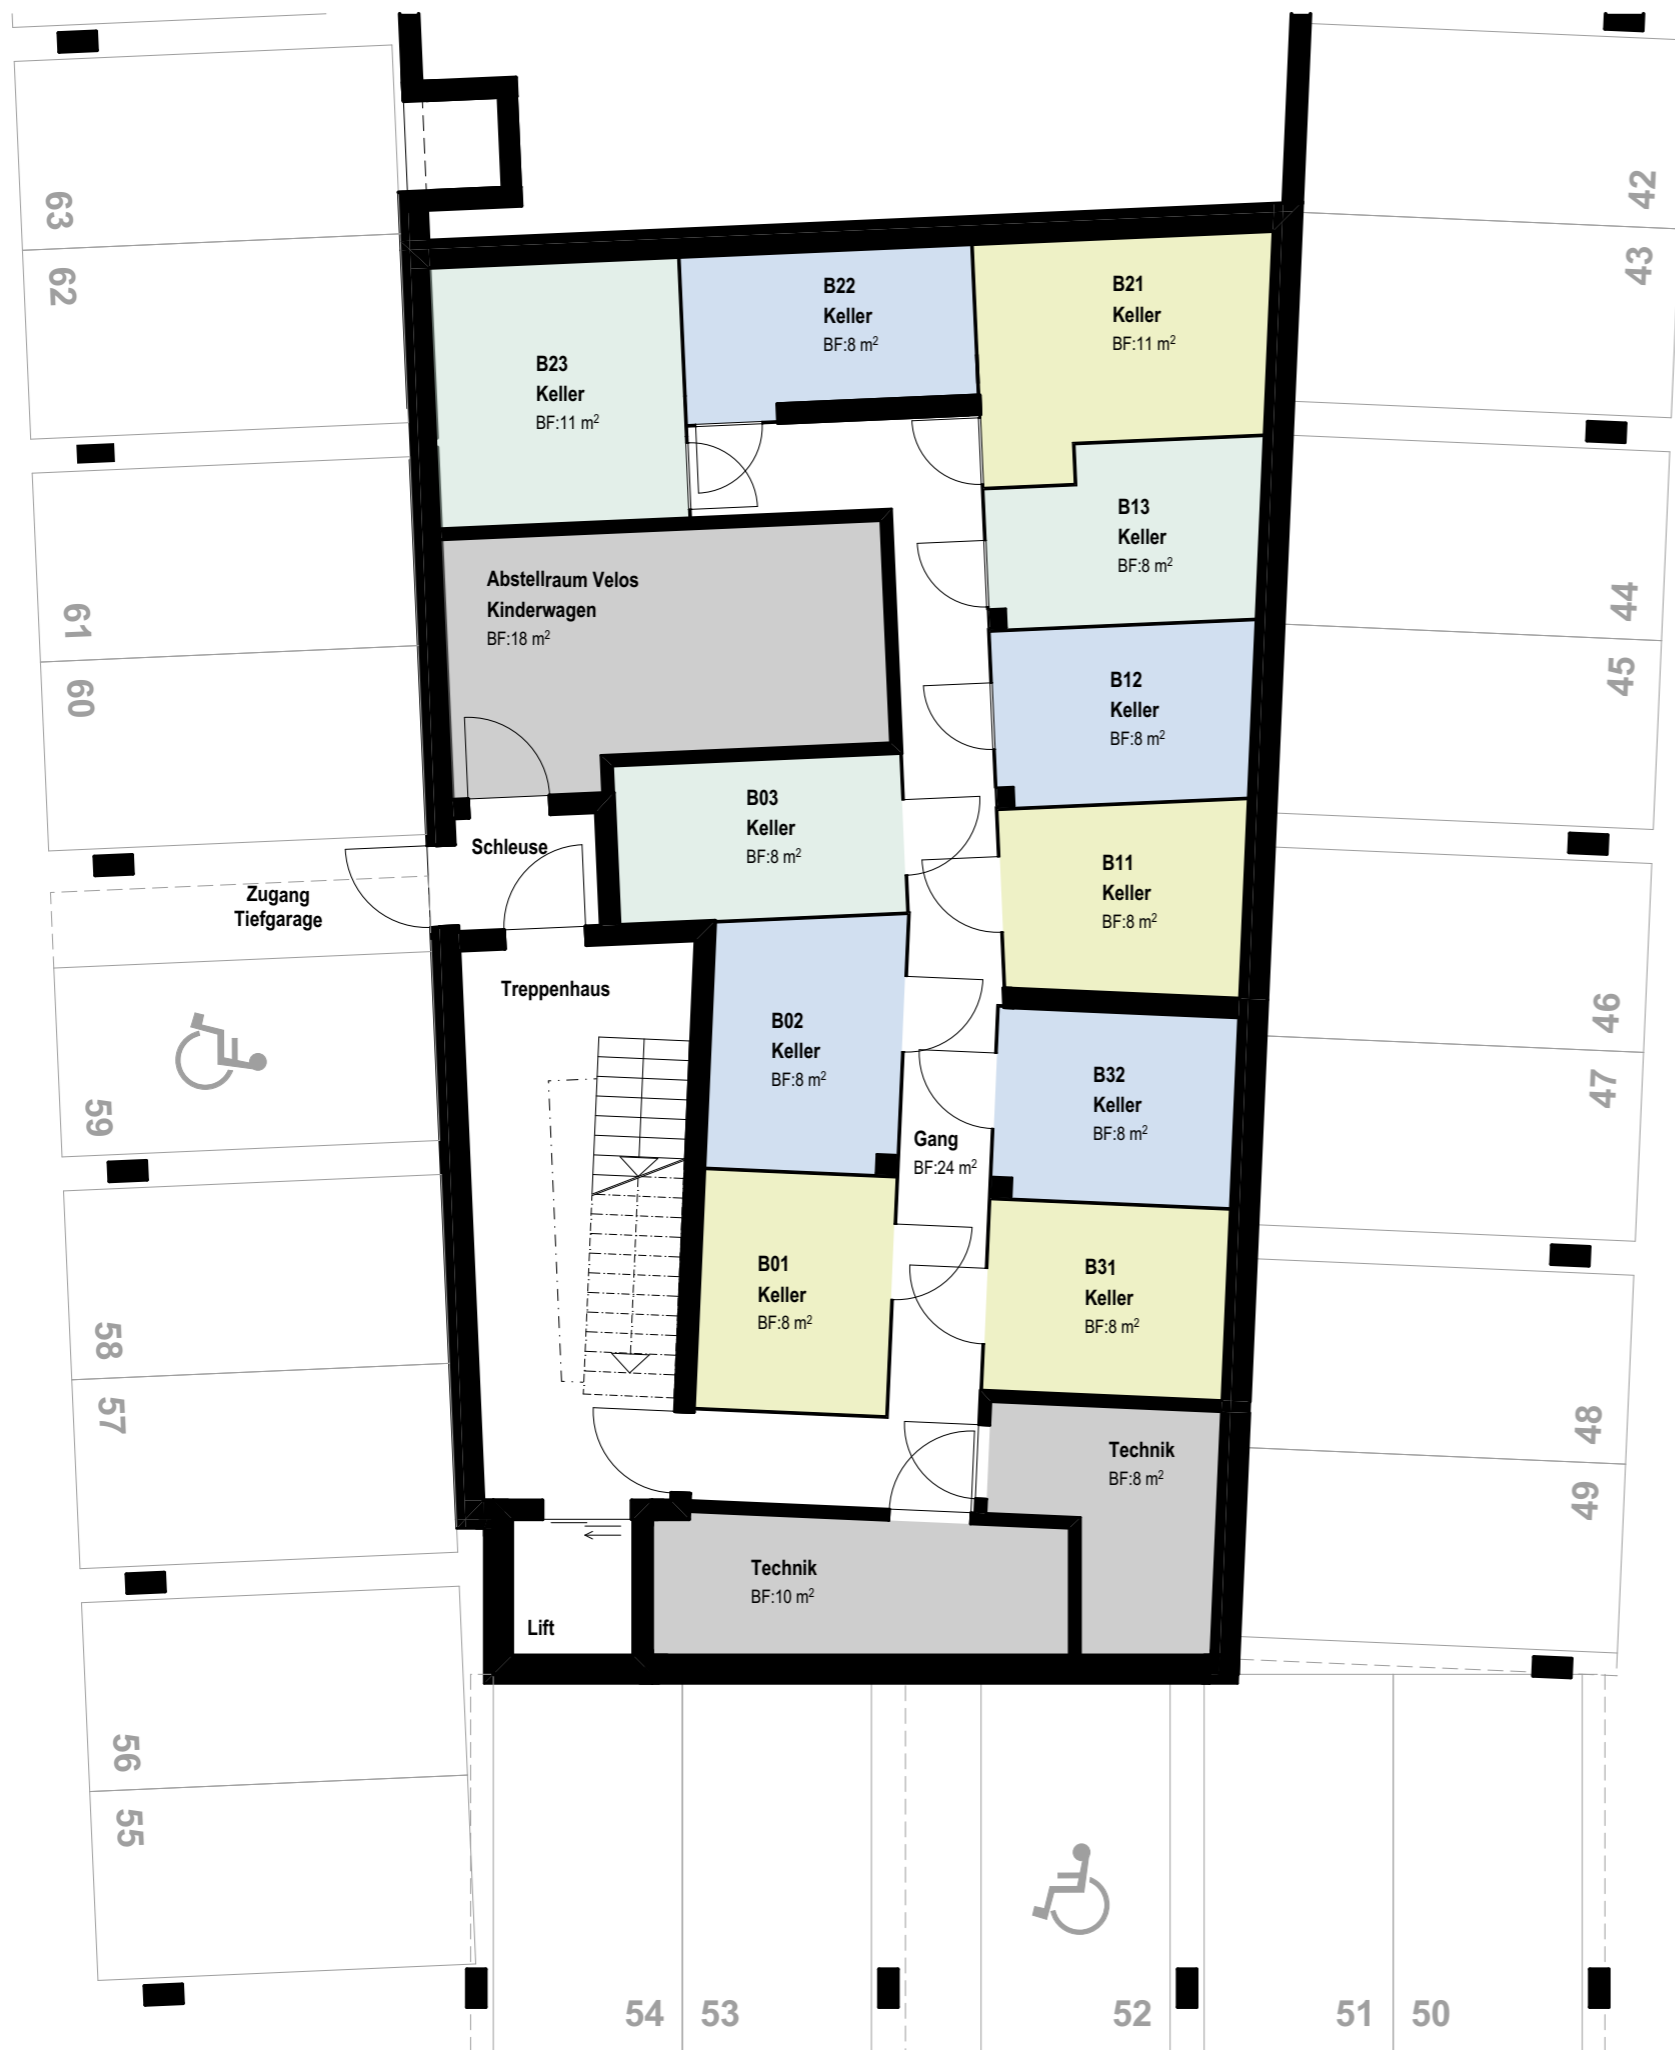 63
62
61
60
59
58
57
56
55
54
53
52
51
50
42
43
44
45
46
47
48
49
B22
Keller
BF:8 m²
B21
Keller
BF:11 m²
B23
Keller
BF:11 m²
B13
Keller
BF:8 m²
Abstellraum Velos
Kinderwagen
BF:18 m²
B12
Keller
BF:8 m²
B03
Keller
BF:8 m²
Schleuse
Zugang
Tiefgarage
B11
Keller
BF:8 m²
Treppenhaus
B02
Keller
BF:8 m²
B32
Keller
BF:8 m²
Gang
BF:24 m²
B01
Keller
BF:8 m²
B31
Keller
BF:8 m²
Technik
BF:8 m²
Technik
BF:10 m²
Lift